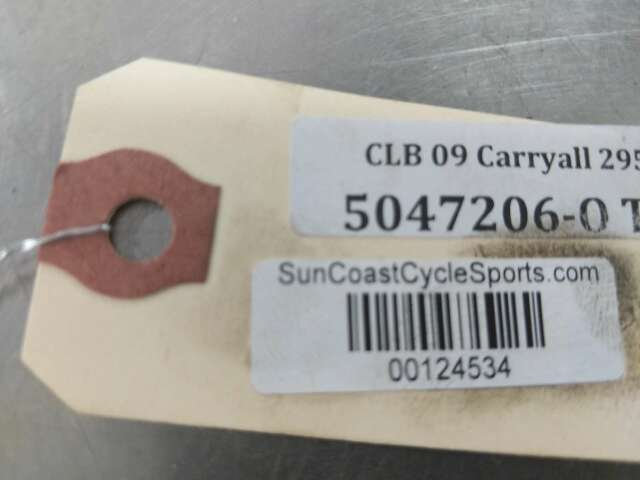 CLB 09 Carryall 295
5047206-0 T
SunCoastCycleSports.com
00124534